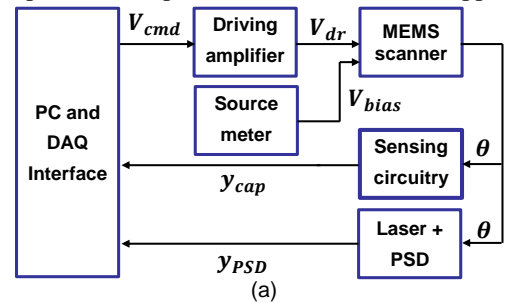 V_cmd
Driving
amplifier
V_dr
MEMS
scanner
Source
meter
V_bias
PC and
DAQ
Interface
Sensing
circuitry
θ
y_cap
Laser +
PSD
θ
y_PSD
(a)